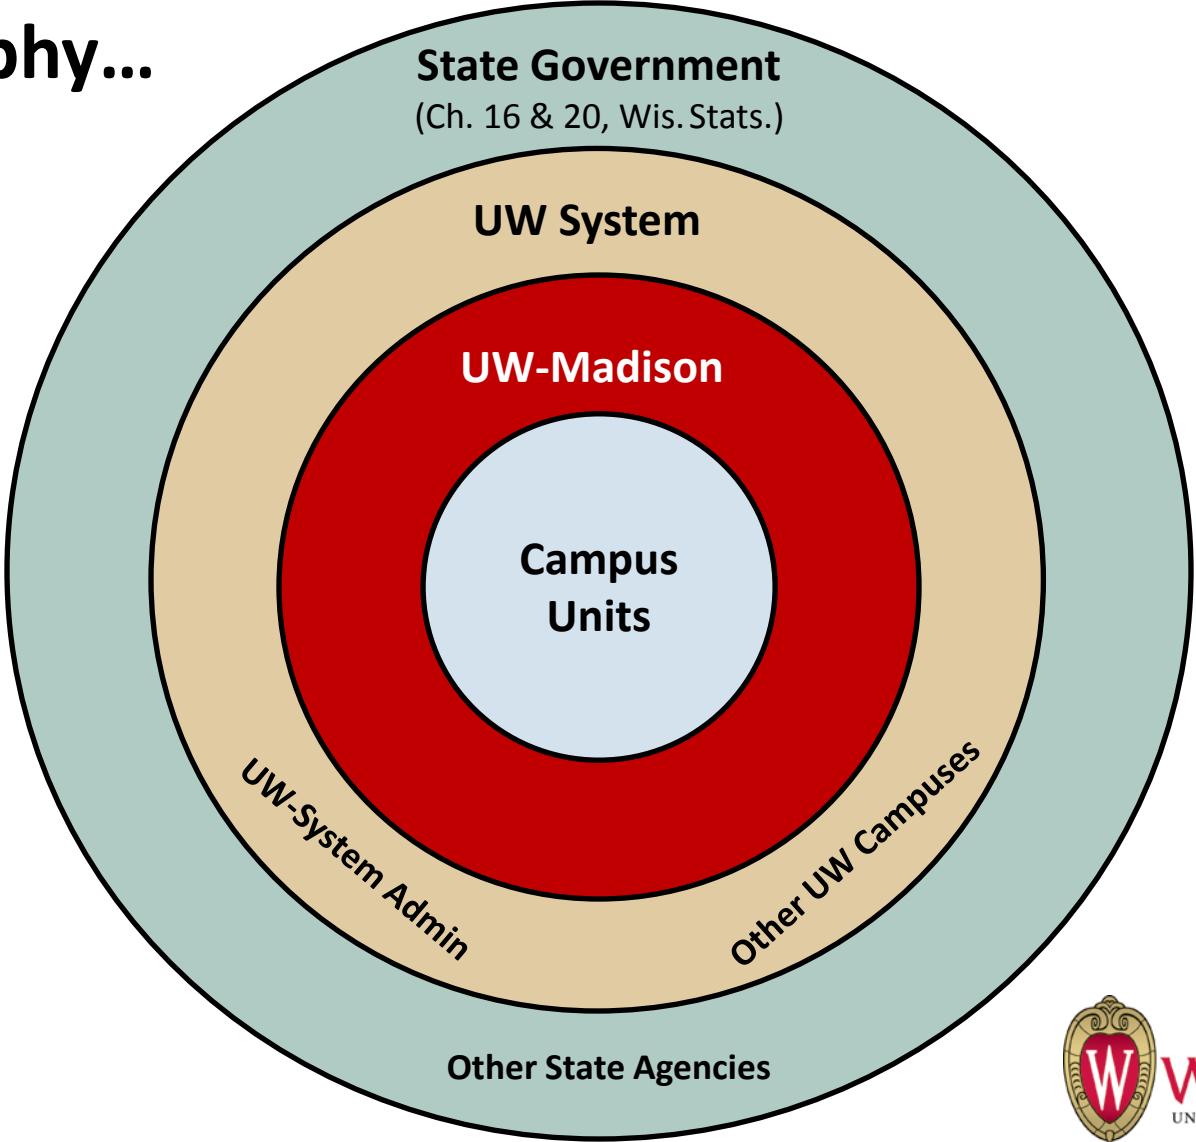 phy…
State Government
(Ch. 16 & 20, Wis. Stats.)
UW System
UW-Madison
Campus
Units
UW-System Admin
Other UW Campuses
Other State Agencies
W
W
UN